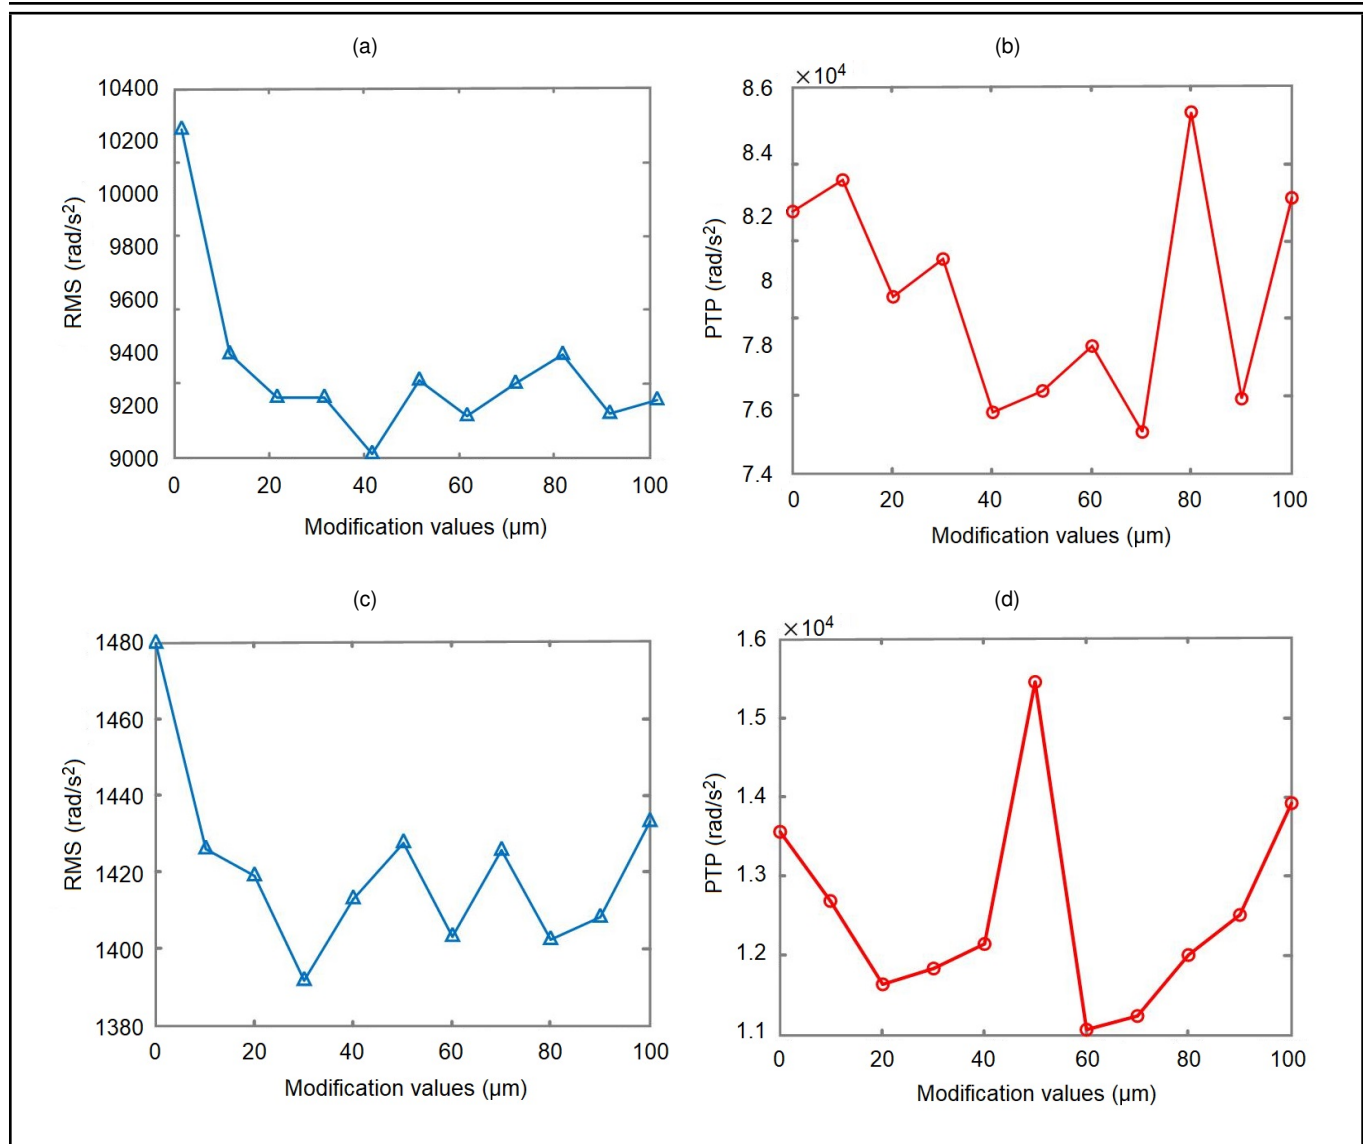 (a)
10400
10200
10000
9800
9600
9400
9200
9000
RMS (rad/s²)
0 20 40 60 80 100
Modification values (µm)
(b)
×10⁴
8.6
8.4
8.2
8
7.8
7.6
7.4
PTP (rad/s²)
0 20 40 60 80 100
Modification values (µm)
(c)
1480
1460
1440
1420
1400
1380
RMS (rad/s²)
0 20 40 60 80 100
Modification values (µm)
(d)
×10⁴
1.6
1.5
1.4
1.3
1.2
1.1
PTP (rad/s²)
0 20 40 60 80 100
Modification values (µm)